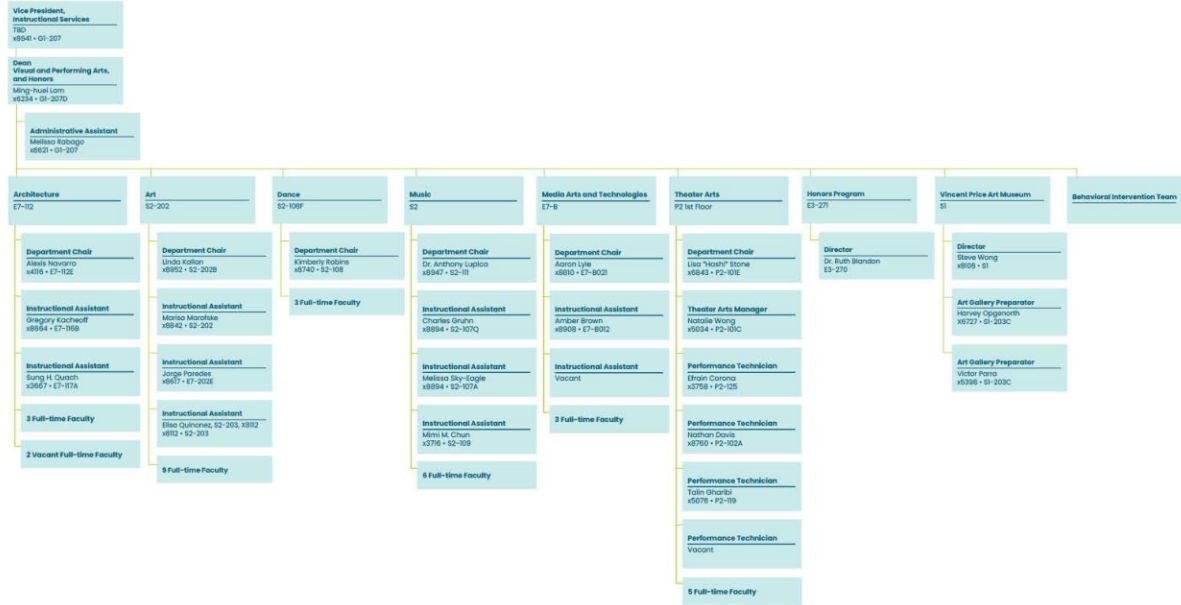 Vice President,
Instructional Services
TBD
x8641 • G1-207
Dean
Visual and Performing Arts,
and Honors
Ming-huei Lam
x6234 • G1-207D
Administrative Assistant
Melissa Rabago
x8621 • G1-207
Architecture
E7-112
Department Chair
Alexis Navarro
x4116 • E7-112E
Instructional Assistant
Gregory Kacheoff
x8664 • E7-116B
Instructional Assistant
Sung H. Quach
x3667 • E7-117A
3 Full-time Faculty
2 Vacant Full-time Faculty
Art
S2-202
Department Chair
Linda Kallan
x8952 • S2-202B
Instructional Assistant
Marisa Marofske
x8842 • S2-202
Instructional Assistant
Jorge Paredes
x8617 • E7-202E
Instructional Assistant
Elisa Quinonez, S2-203, X8112
x8112 • S2-203
9 Full-time Faculty
Dance
S2-108F
Department Chair
Kimberly Rabins
x8740 • S2-108
3 Full-time Faculty
Music
S2
Department Chair
Dr. Anthony Lupica
x8947 • S2-111
Instructional Assistant
Charles Gruhn
x8894 • S2-107Q
Instructional Assistant
Melissa Sky-Eagle
x8894 • S2-107A
Instructional Assistant
Mimi M. Chun
x3716 • S2-109
6 Full-time Faculty
Media Arts and Technologies
E7-B
Department Chair
Aaron Lyle
x8810 • E7-B021
Instructional Assistant
Amber Brown
x8908 • E7-B012
Instructional Assistant
Vacant
3 Full-time Faculty
Theater Arts
P2 1st Floor
Department Chair
Lisa "Hashi" Stone
x6843 • P2-101E
Theater Arts Manager
Natalie Wong
x5034 • P2-101C
Performance Technician
Efrain Corona
x3758 • P2-125
Performance Technician
Nathan Davis
x8760 • P2-102A
Performance Technician
Talin Gharibi
x5076 • P2-119
Performance Technician
Vacant
5 Full-time Faculty
Honors Program
E3-271
Director
Dr. Ruth Blandon
E3-270
Vincent Price Art Museum
S1
Director
Steve Wong
x8109 • S1
Art Gallery Preparator
Harvey Opgenorth
X6727 • S1-203C
Art Gallery Preparator
Victor Parra
x5398 • S1-203C
Behavioral Intervention Team